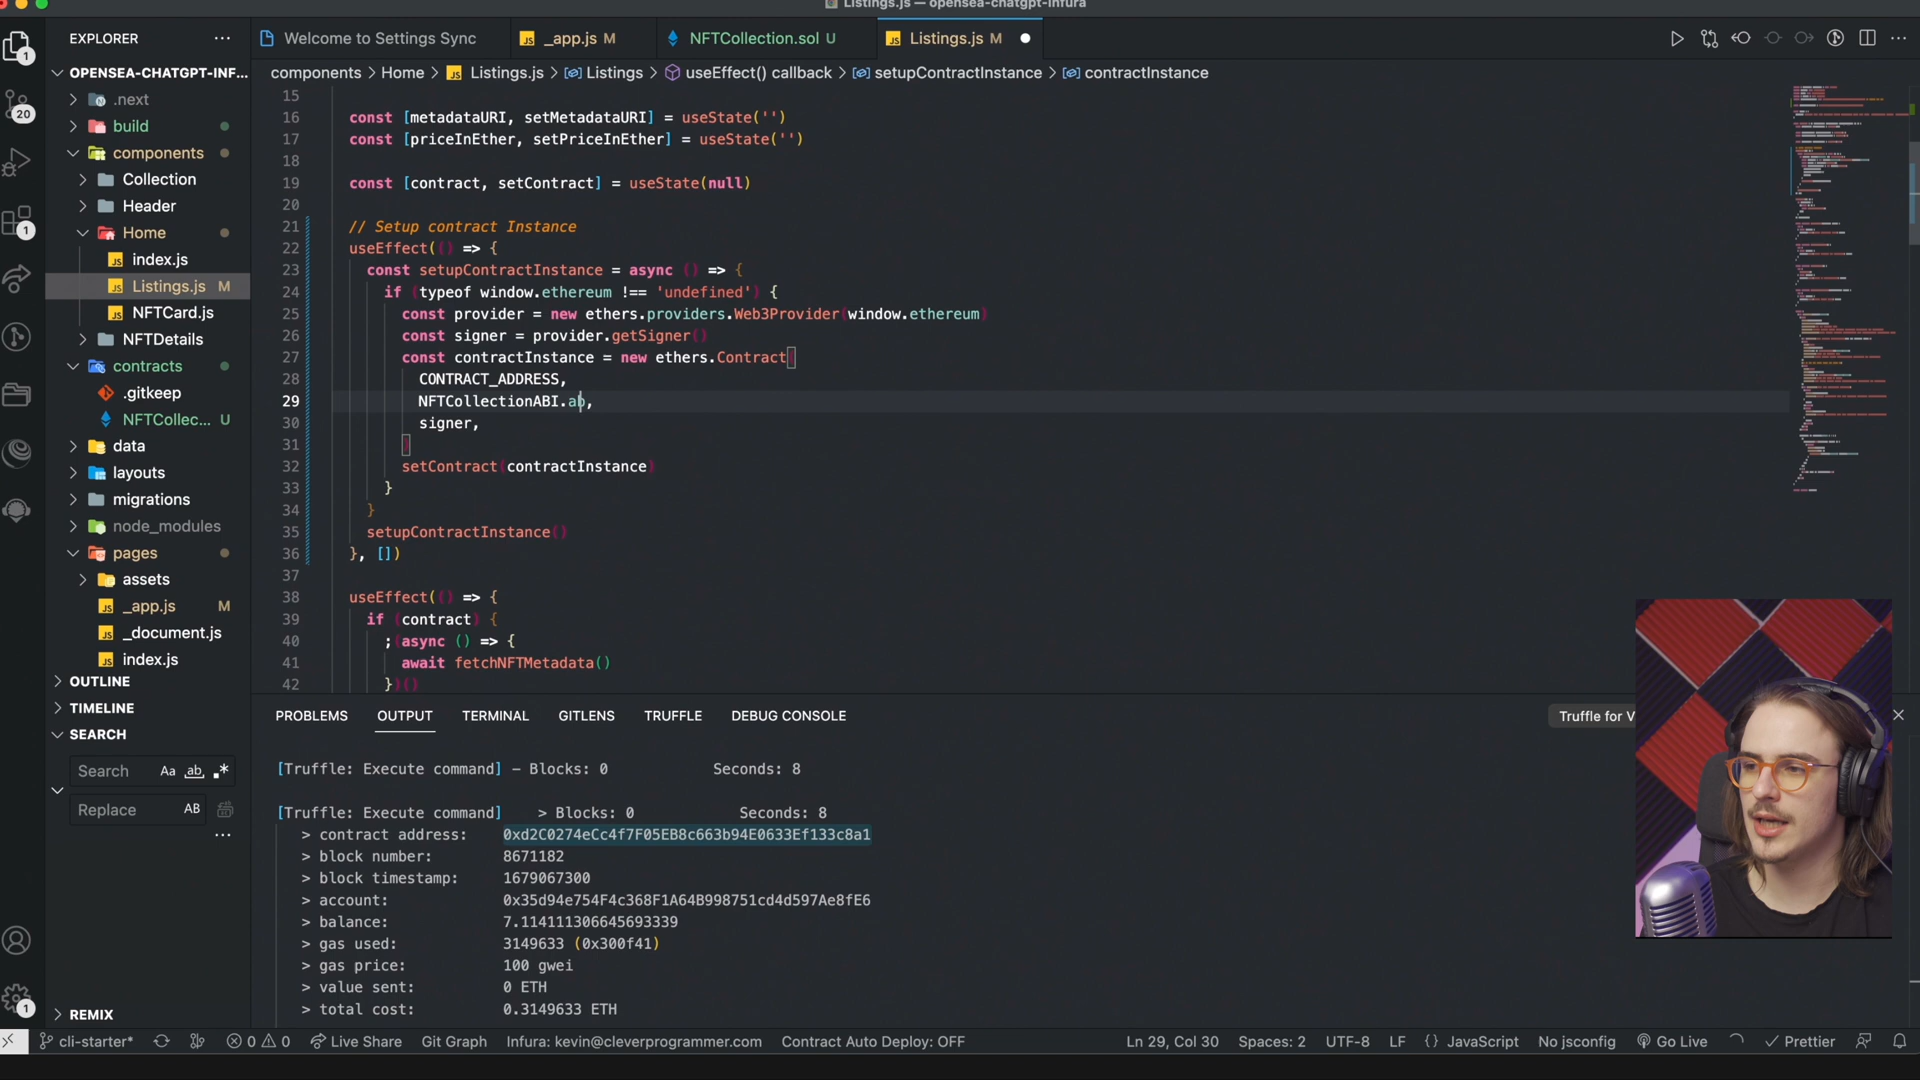 Listings.js — opensea-chatgpt-infura
EXPLORER
Welcome to Settings Sync
_app.js M
NFTCollection.sol U
Listings.js M
OPENSEA-CHATGPT-INF...
components > Home > Listings.js > Listings > useEffect() callback > setupContractInstance > contractInstance
.next
build
components
Collection
Header
Home
index.js
Listings.js M
NFTCard.js
NFTDetails
contracts
.gitkeep
NFTCollec... U
data
layouts
migrations
node_modules
pages
assets
_app.js M
_document.js
index.js
OUTLINE
TIMELINE
SEARCH
Search Aa ab
Replace AB
REMIX
1
20
1
1
15
16 const [metadataURI, setMetadataURI] = useState('')
17 const [priceInEther, setPriceInEther] = useState('')
18
19 const [contract, setContract] = useState(null)
20
21 // Setup contract Instance
22 useEffect(() => {
23 const setupContractInstance = async () => {
24 if (typeof window.ethereum !== 'undefined') {
25 const provider = new ethers.providers.Web3Provider(window.ethereum)
26 const signer = provider.getSigner()
27 const contractInstance = new ethers.Contract(
28 CONTRACT_ADDRESS,
29 NFTCollectionABI.ab,
30 signer,
31 )
32 setContract(contractInstance)
33 }
34 }
35 setupContractInstance()
36 }, [])
37
38 useEffect(() => {
39 if (contract) {
40 ;(async () => {
41 await fetchNFTMetadata()
42 })()
PROBLEMS OUTPUT TERMINAL GITLENS TRUFFLE DEBUG CONSOLE
Truffle for V
[Truffle: Execute command] - Blocks: 0 Seconds: 8
[Truffle: Execute command] > Blocks: 0 Seconds: 8
> contract address: 0xd2C0274eCc4f7F05EB8c663b94E0633Ef133c8a1
> block number: 8671182
> block timestamp: 1679067300
> account: 0x35d94e754F4c368F1A64B998751cd4d597Ae8fE6
> balance: 7.114111306645693339
> gas used: 3149633 (0x300f41)
> gas price: 100 gwei
> value sent: 0 ETH
> total cost: 0.3149633 ETH
cli-starter* 0 0 Live Share Git Graph Infura: kevin@cleverprogrammer.com Contract Auto Deploy: OFF Ln 29, Col 30 Spaces: 2 UTF-8 LF {} JavaScript No jsconfig Go Live Prettier